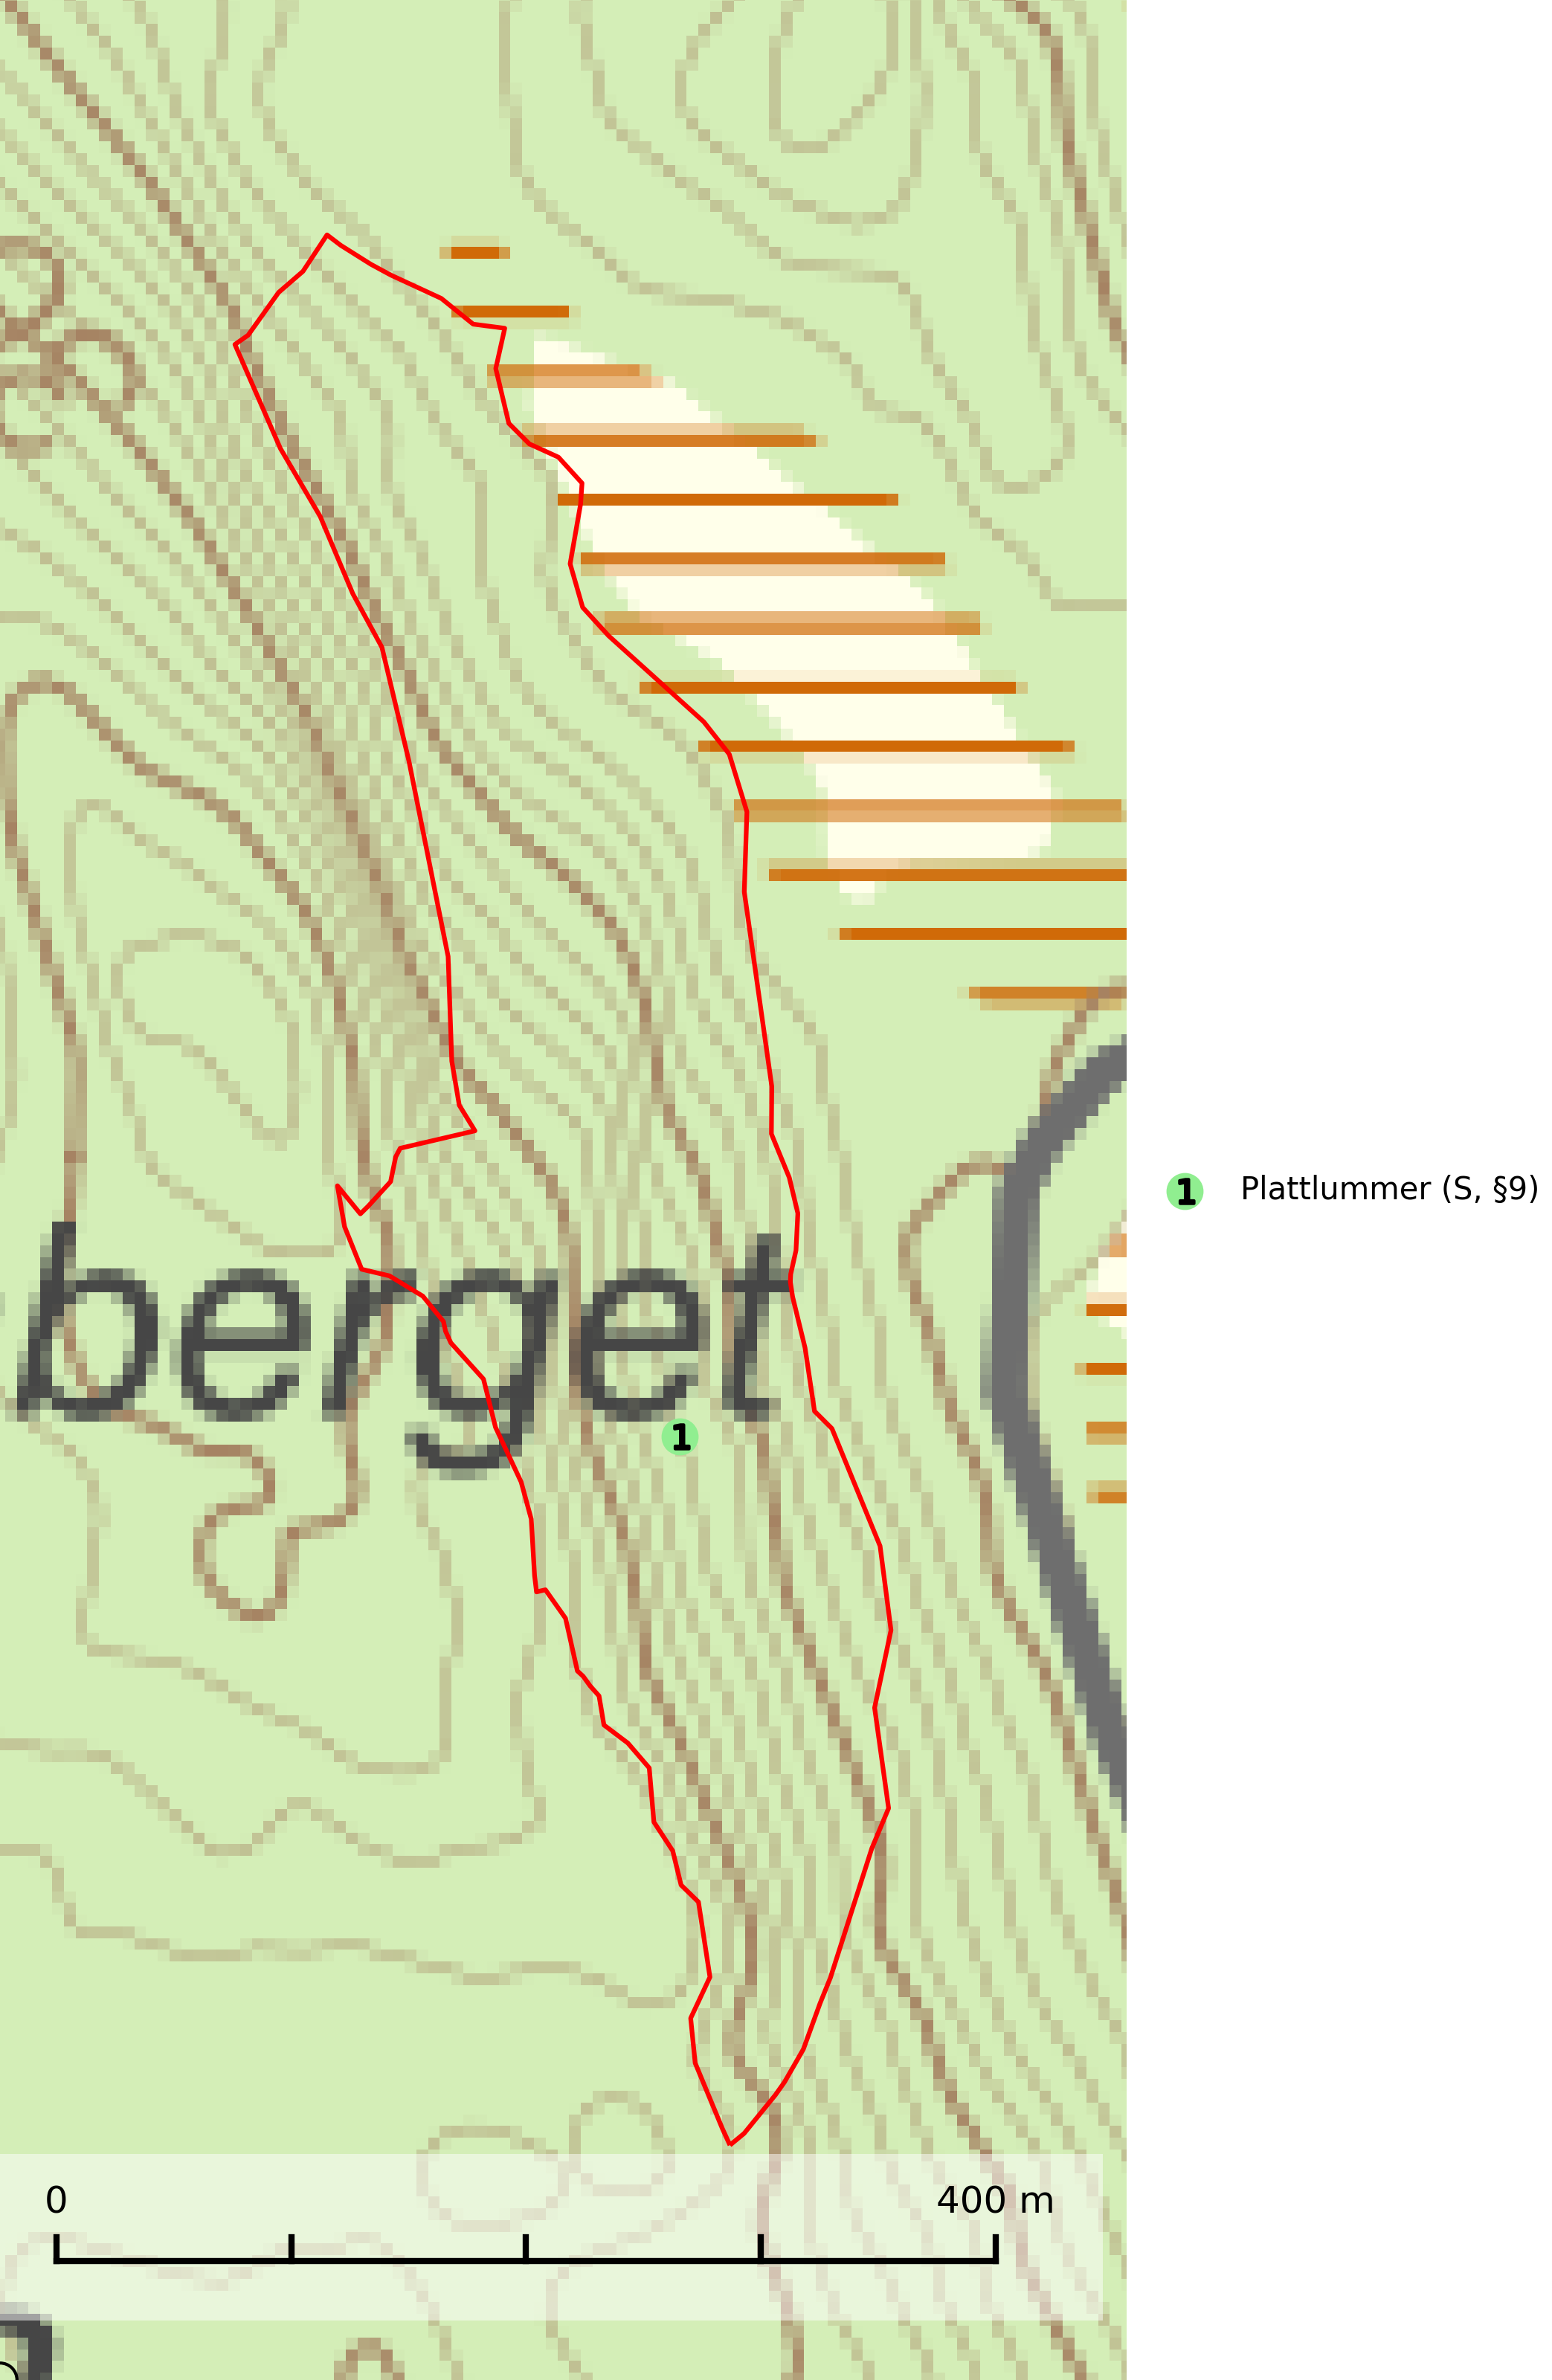 1 Plattlummer (S, §9)
berget
1
0 400 m